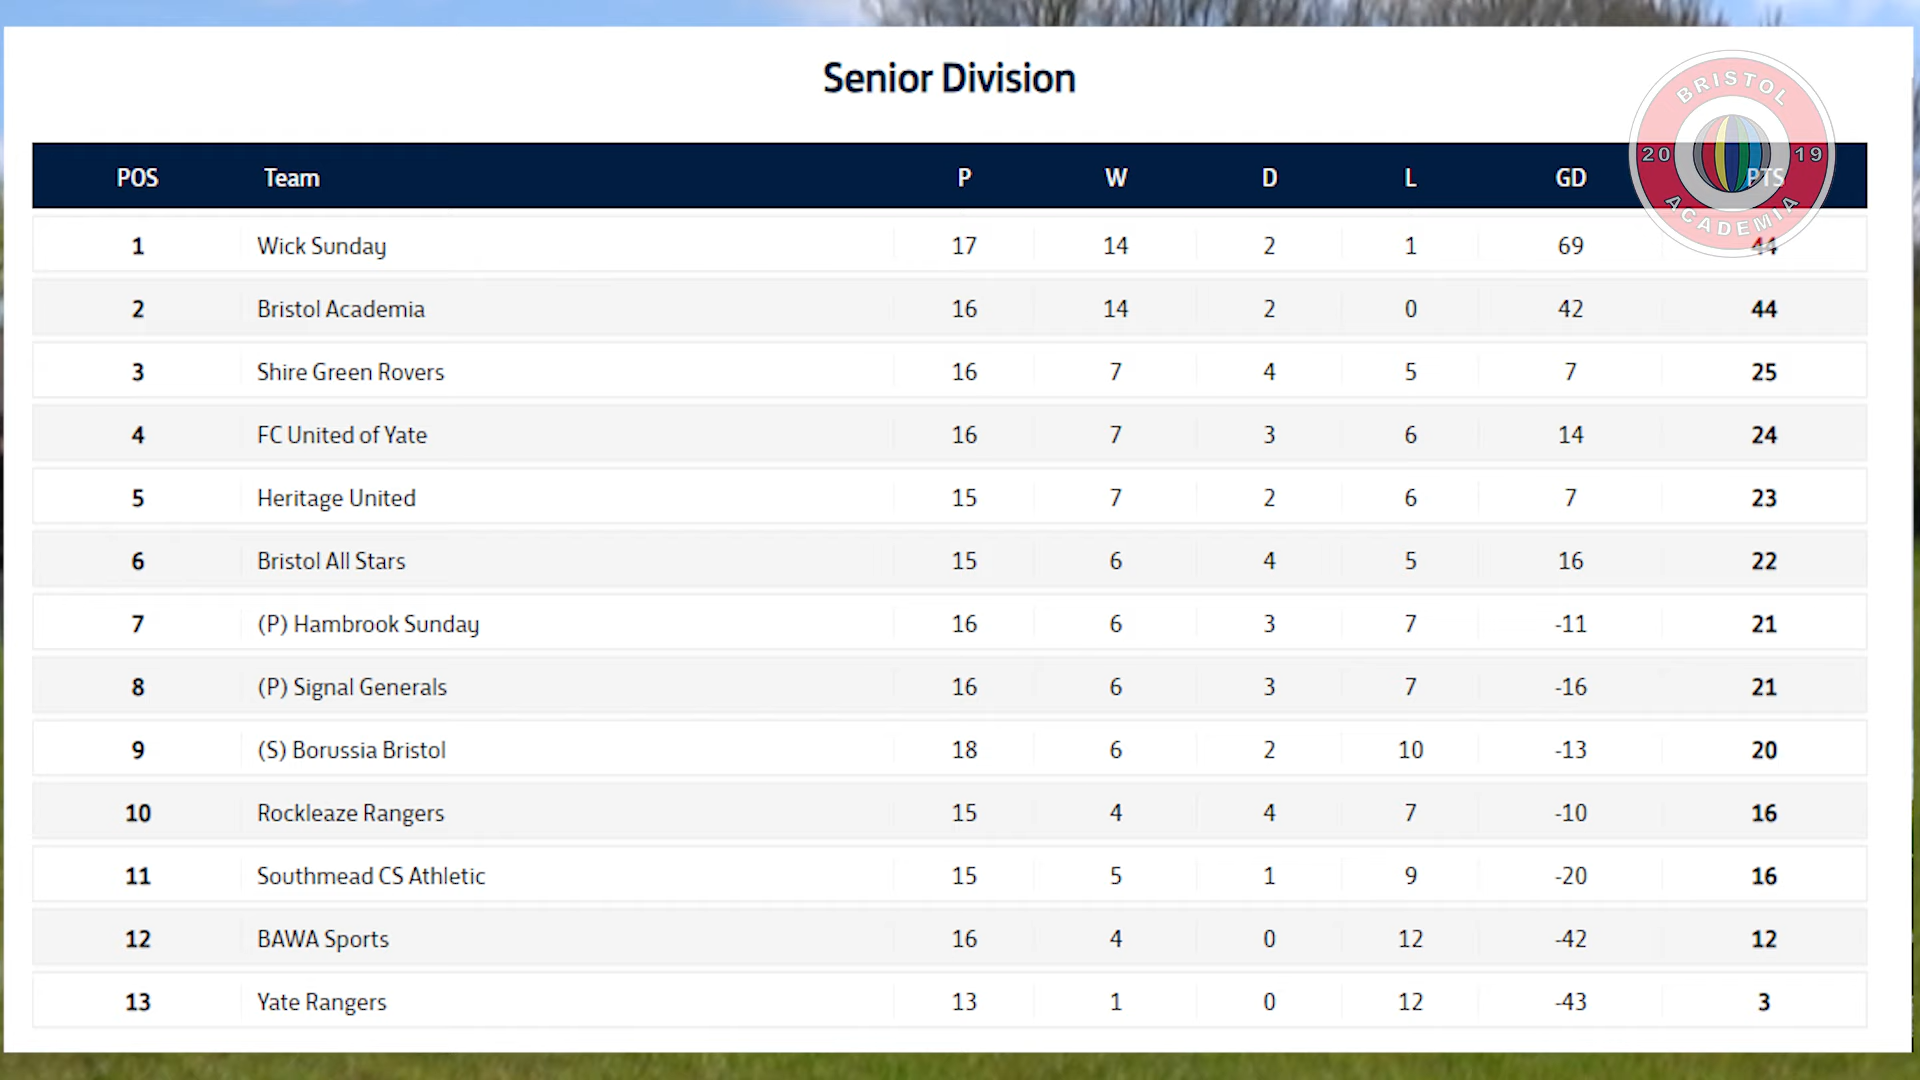 Senior Division
BRISTOL
20 19
ACADEMIA
POS Team P W D L GD PTS
1 Wick Sunday 17 14 2 1 69 44
2 Bristol Academia 16 14 2 0 42 44
3 Shire Green Rovers 16 7 4 5 7 25
4 FC United of Yate 16 7 3 6 14 24
5 Heritage United 15 7 2 6 7 23
6 Bristol All Stars 15 6 4 5 16 22
7 (P) Hambrook Sunday 16 6 3 7 -11 21
8 (P) Signal Generals 16 6 3 7 -16 21
9 (S) Borussia Bristol 18 6 2 10 -13 20
10 Rockleaze Rangers 15 4 4 7 -10 16
11 Southmead CS Athletic 15 5 1 9 -20 16
12 BAWA Sports 16 4 0 12 -42 12
13 Yate Rangers 13 1 0 12 -43 3